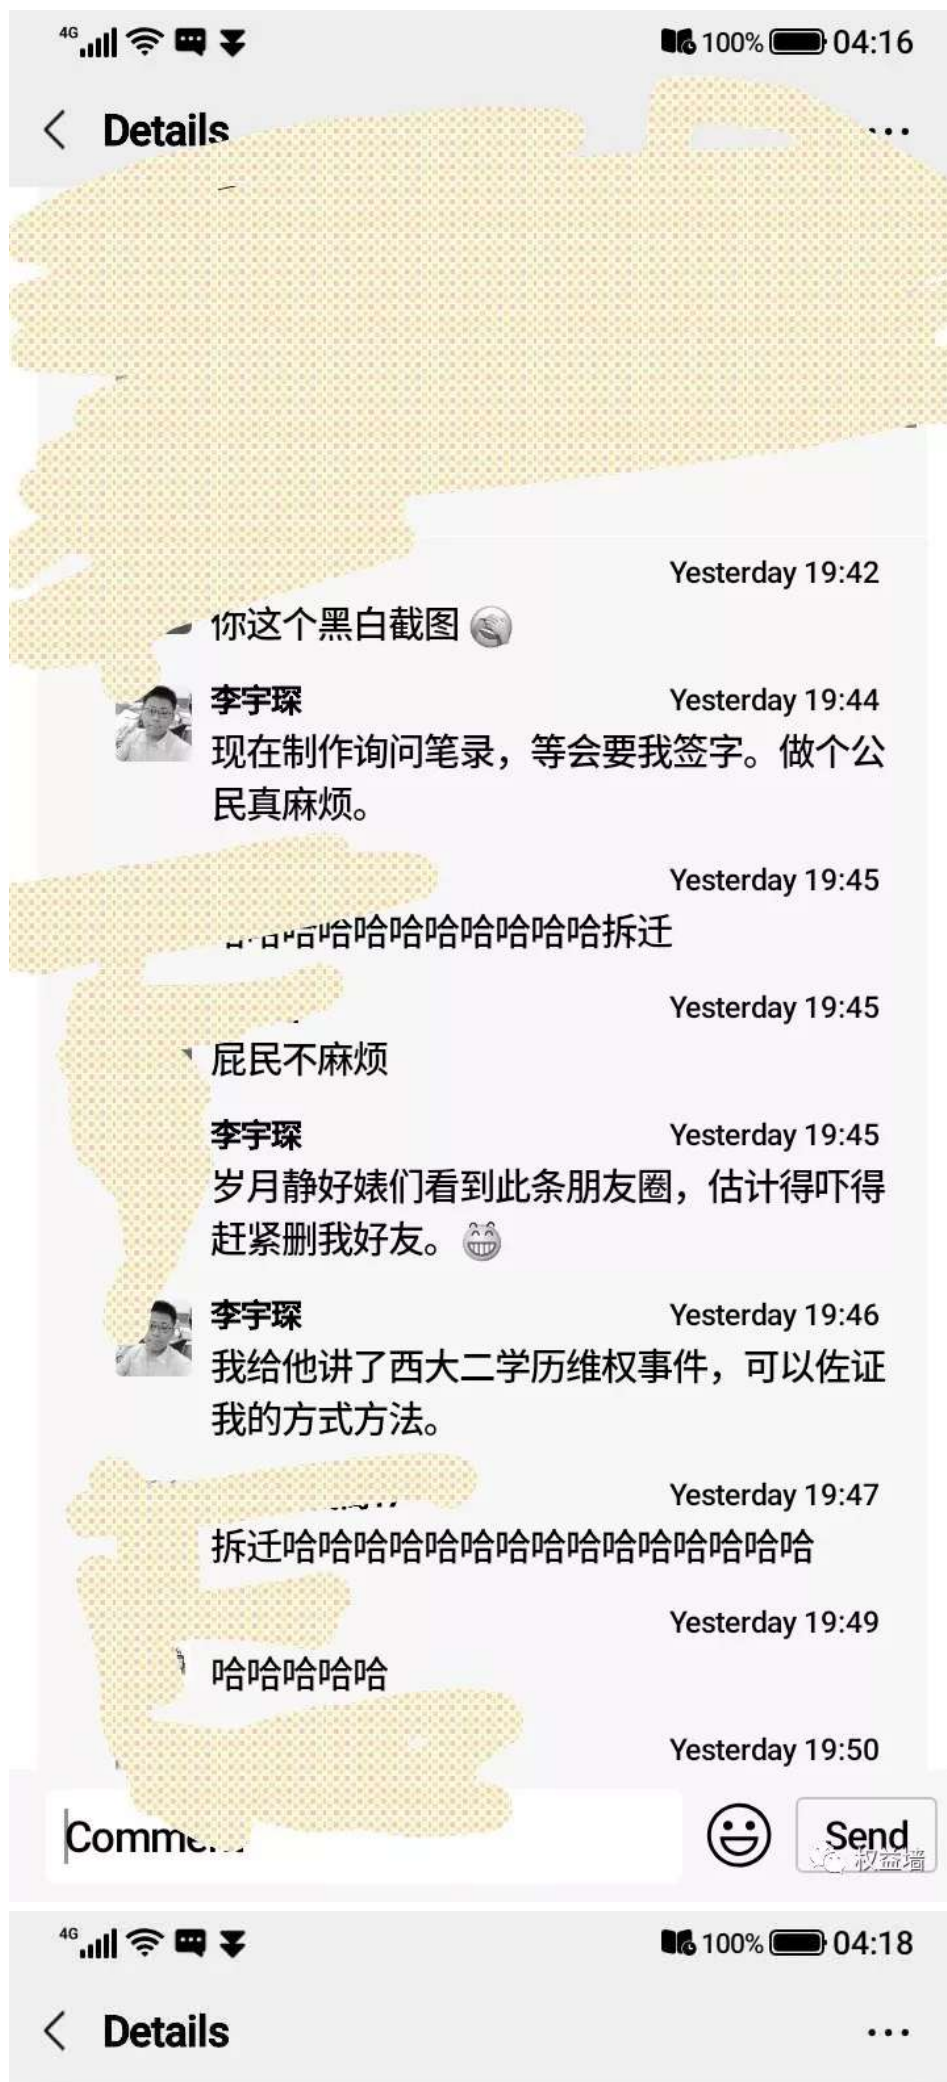 4G 100% 04:16
Details
Yesterday 19:42
你这个黑白截图
李宇琛 Yesterday 19:44
现在制作询问笔录，等会要我签字。做个公
民真麻烦。
Yesterday 19:45
哈哈哈哈哈哈哈哈哈哈哈拆迁
Yesterday 19:45
屁民不麻烦
李宇琛 Yesterday 19:45
岁月静好婊们看到此条朋友圈，估计得吓得
赶紧删我好友。
李宇琛 Yesterday 19:46
我给他讲了西大二学历维权事件，可以佐证
我的方式方法。
Yesterday 19:47
拆迁哈哈哈哈哈哈哈哈哈哈哈哈哈哈哈
Yesterday 19:49
哈哈哈哈哈
Yesterday 19:50
Comment Send
权益墙
4G 100% 04:18
Details